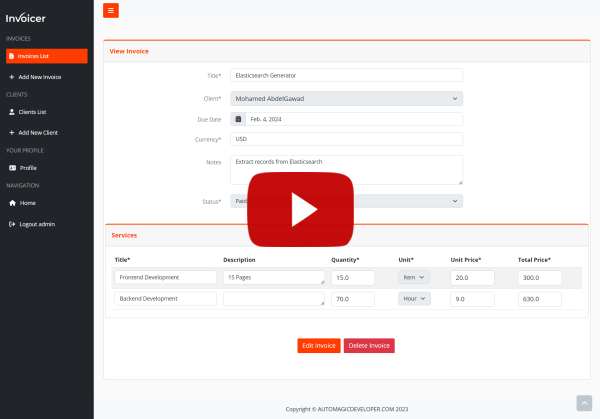 Invoicer
INVOICES
Invoices List
Add New Invoice
CLIENTS
Clients List
Add New Client
YOUR PROFILE
Profile
NAVIGATION
Home
Logout admin
View Invoice
Title* Elasticsearch Generator
Client* Mohamed AbdelGawad
Due Date Feb. 4, 2024
Currency* USD
Notes Extract records from Elasticsearch
Status* Paid
Services
Title* Description Quantity* Unit* Unit Price* Total Price*
Frontend Development 15 Pages 15.0 Item 20.0 300.0
Backend Development 70.0 Hour 9.0 630.0
Edit invoice Delete invoice
Copyright © AUTOMAGICDEVELOPER.COM 2023